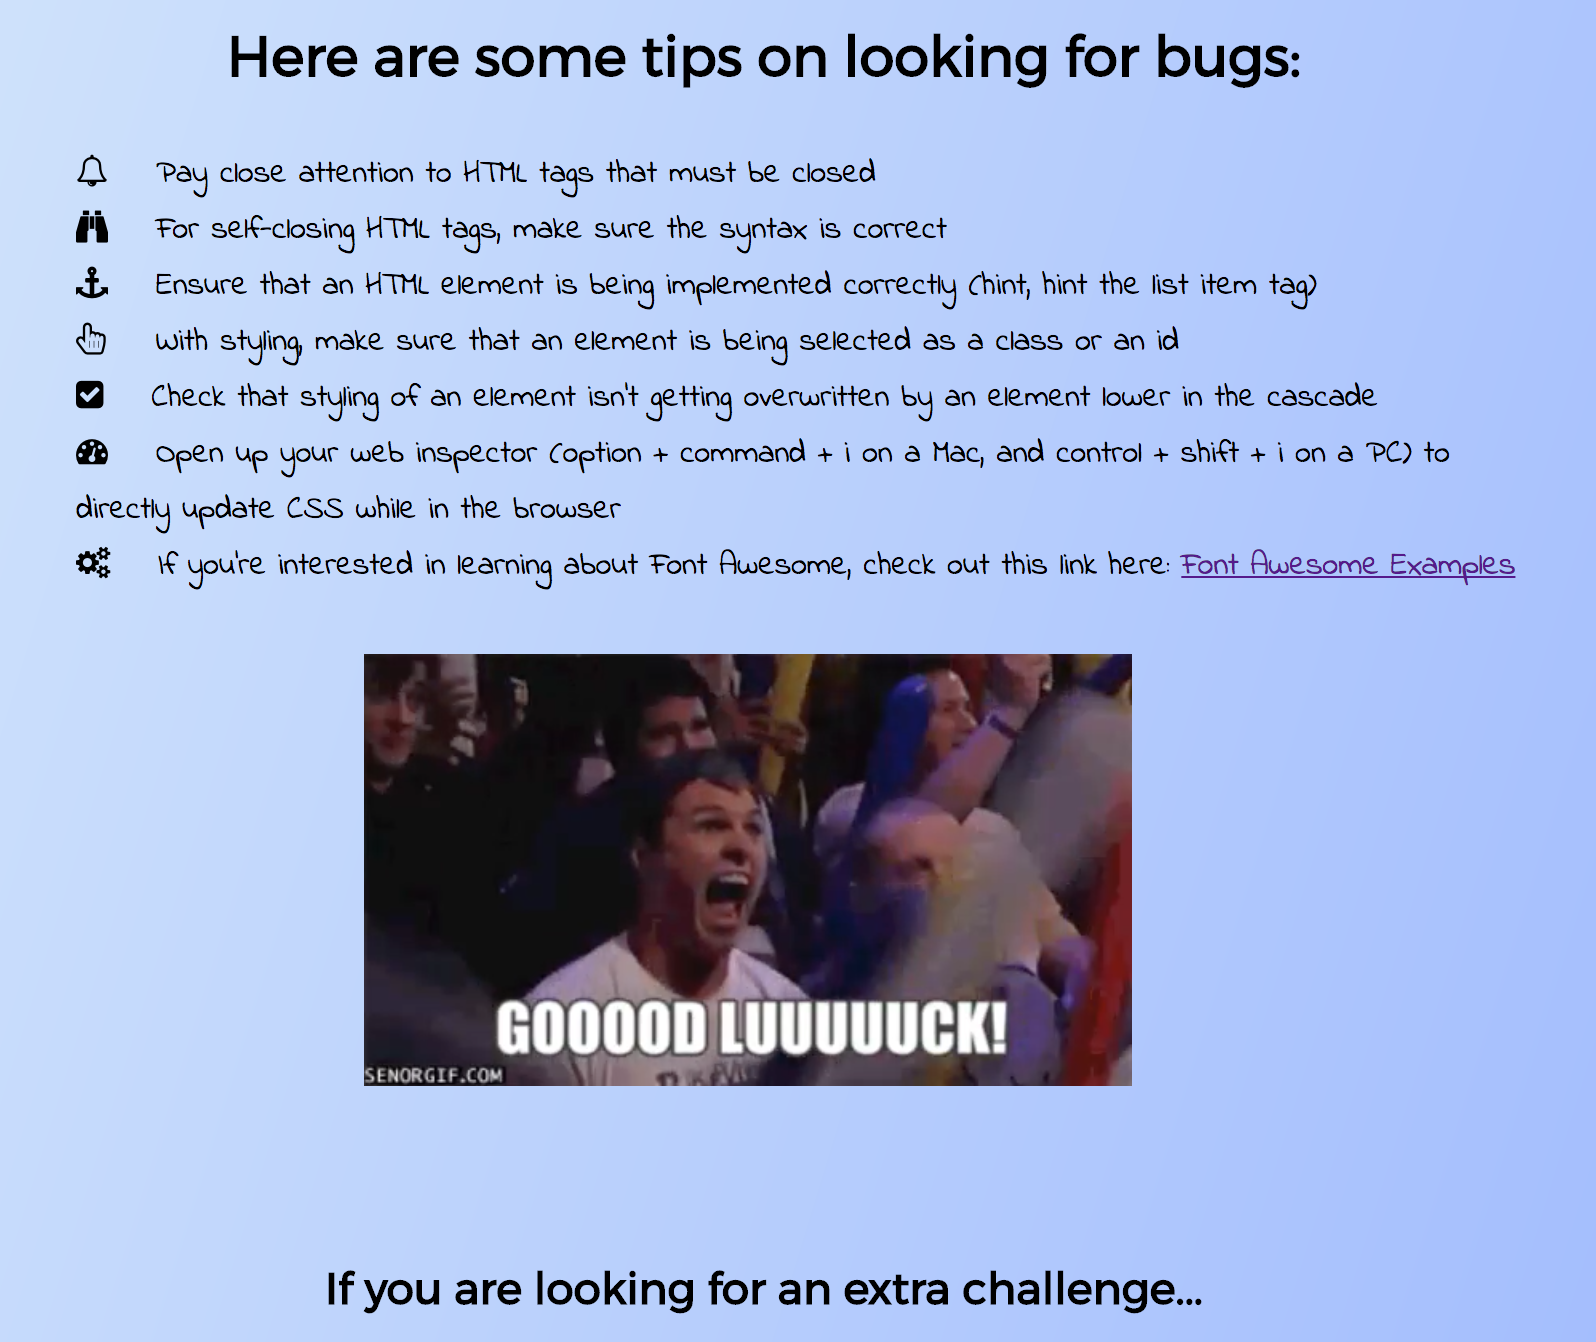 Here are some tips on looking for bugs:
Pay close attention to HTML tags that must be closed
For self-closing HTML tags, make sure the syntax is correct
Ensure that an HTML element is being implemented correctly (hint, hint the list item tag)
With styling, make sure that an element is being selected as a class or an id
Check that styling of an element isn't getting overwritten by an element lower in the cascade
Open up your web inspector (option + command + i on a Mac, and control + shift + i on a PC) to
directly update CSS while in the browser
If you're interested in learning about Font Awesome, check out this link here: Font Awesome Examples
GOOOOD LUUUUUCK!
SENORGIF.COM
If you are looking for an extra challenge...